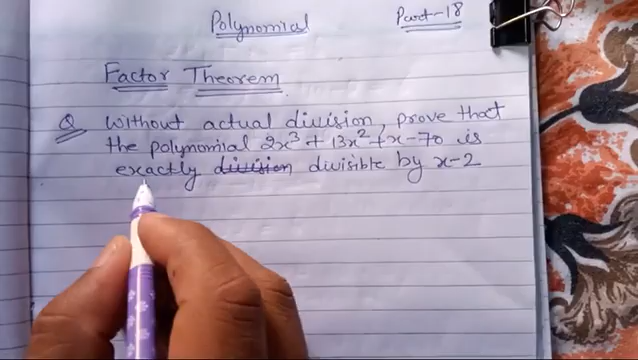 Polynomial Part-18
Factor Theorem
Q without actual division, prove that
the polynomial 2x³ + 13x² + x - 70 is
exactly division divisible by x-2